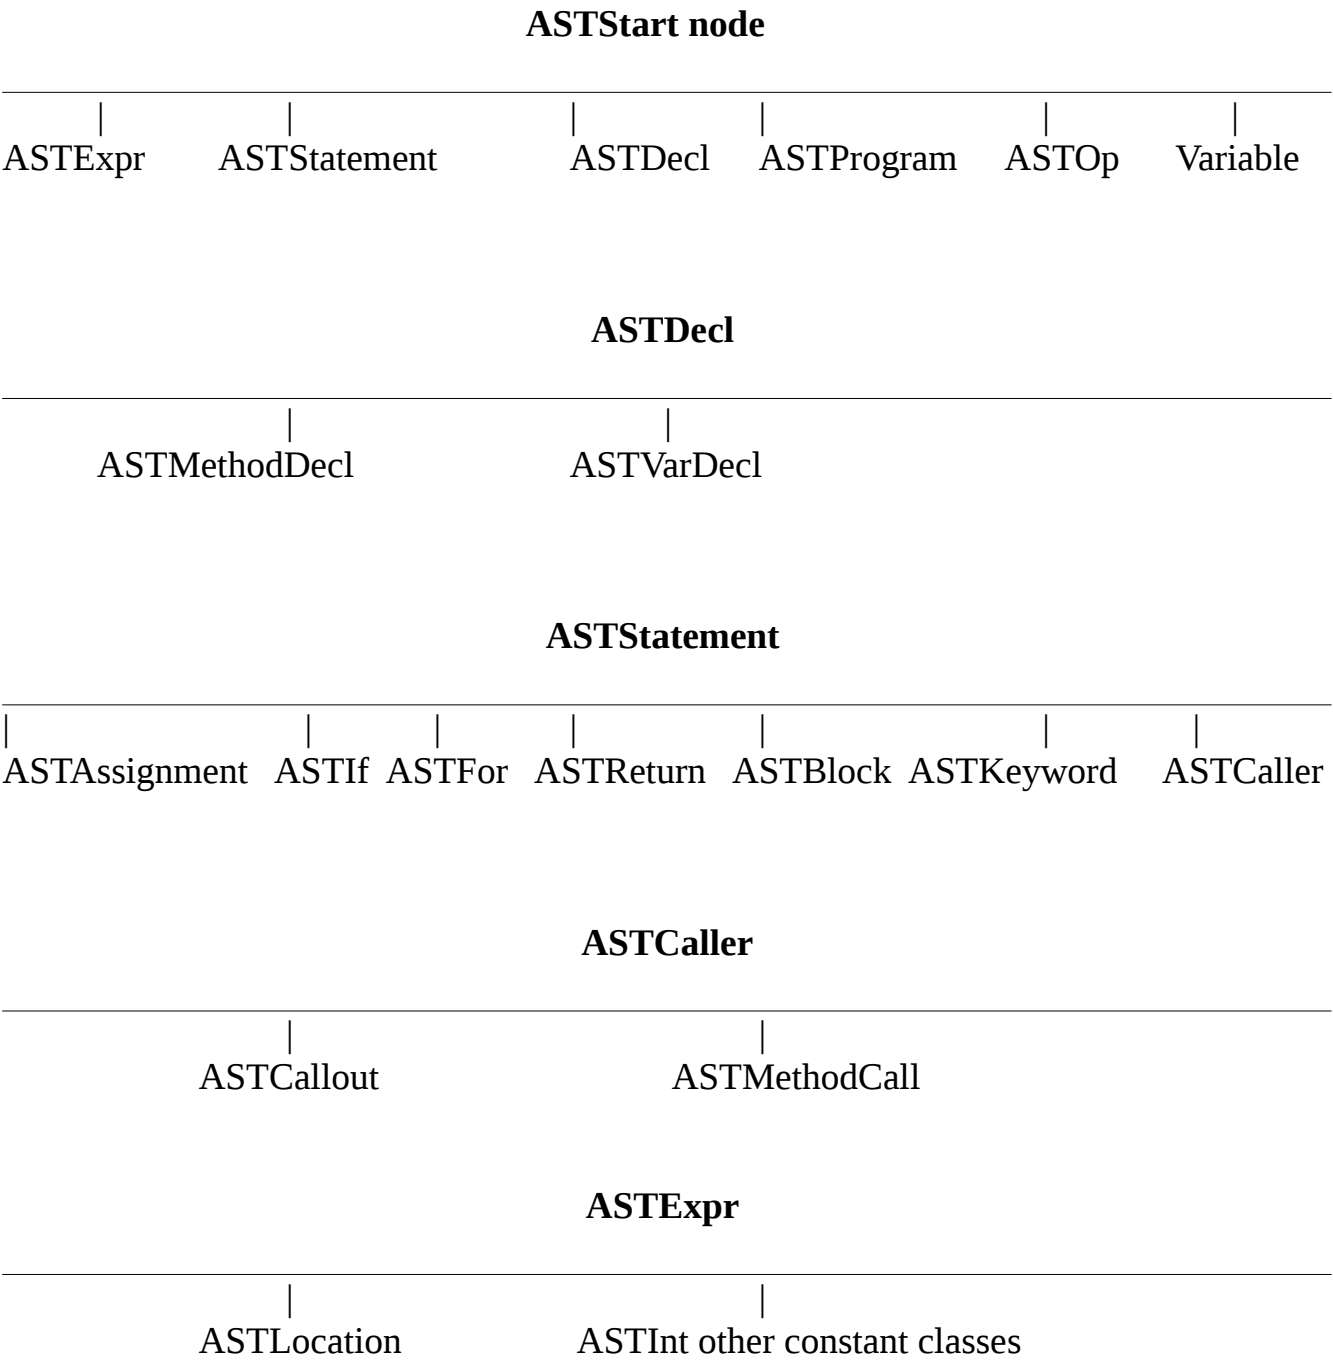 ASTStart node
ASTExpr ASTStatement ASTDecl ASTProgram ASTOp Variable
ASTDecl
ASTMethodDecl ASTVarDecl
ASTStatement
ASTAssignment ASTIf ASTFor ASTReturn ASTBlock ASTKeyword ASTCaller
ASTCaller
ASTCallout ASTMethodCall
ASTExpr
ASTLocation ASTInt other constant classes